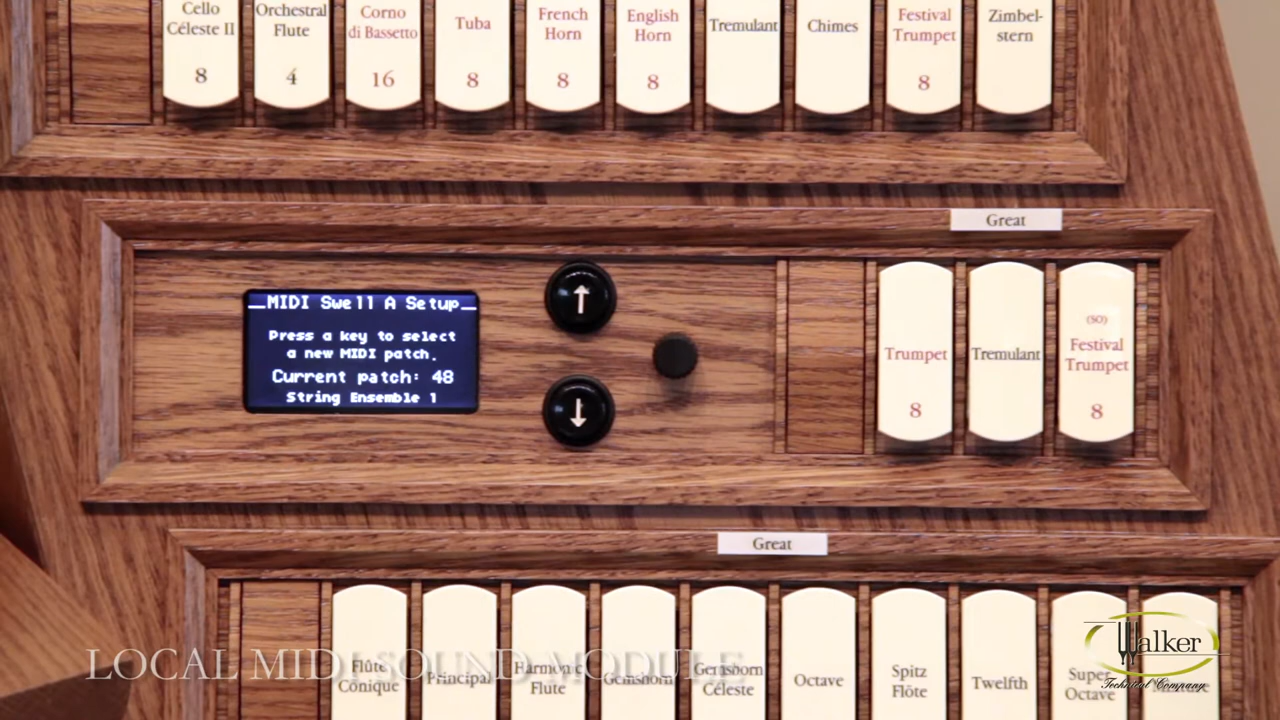 Cello
Céleste II
8
Orchestral
Flute
4
Corno
di Bassetto
16
Tuba
8
French
Horn
8
English
Horn
8
Tremulant
Chimes
Festival
Trumpet
8
Zimbel-
stern
Great
MIDI Swell A Setup
Press a key to select
a new MIDI patch.
Current patch: 48
String Ensemble 1
↑
↓
Trumpet
8
Tremulant
(SO)
Festival
Trumpet
8
Great
Flûte
Conique
Principal
Harmonic
Flute
Gemshorn
Gemshorn
Céleste
Octave
Spitz
Flöte
Twelfth
Super
Octave
LOCAL MIDI SOUND MODULE
Walker
Technical Company